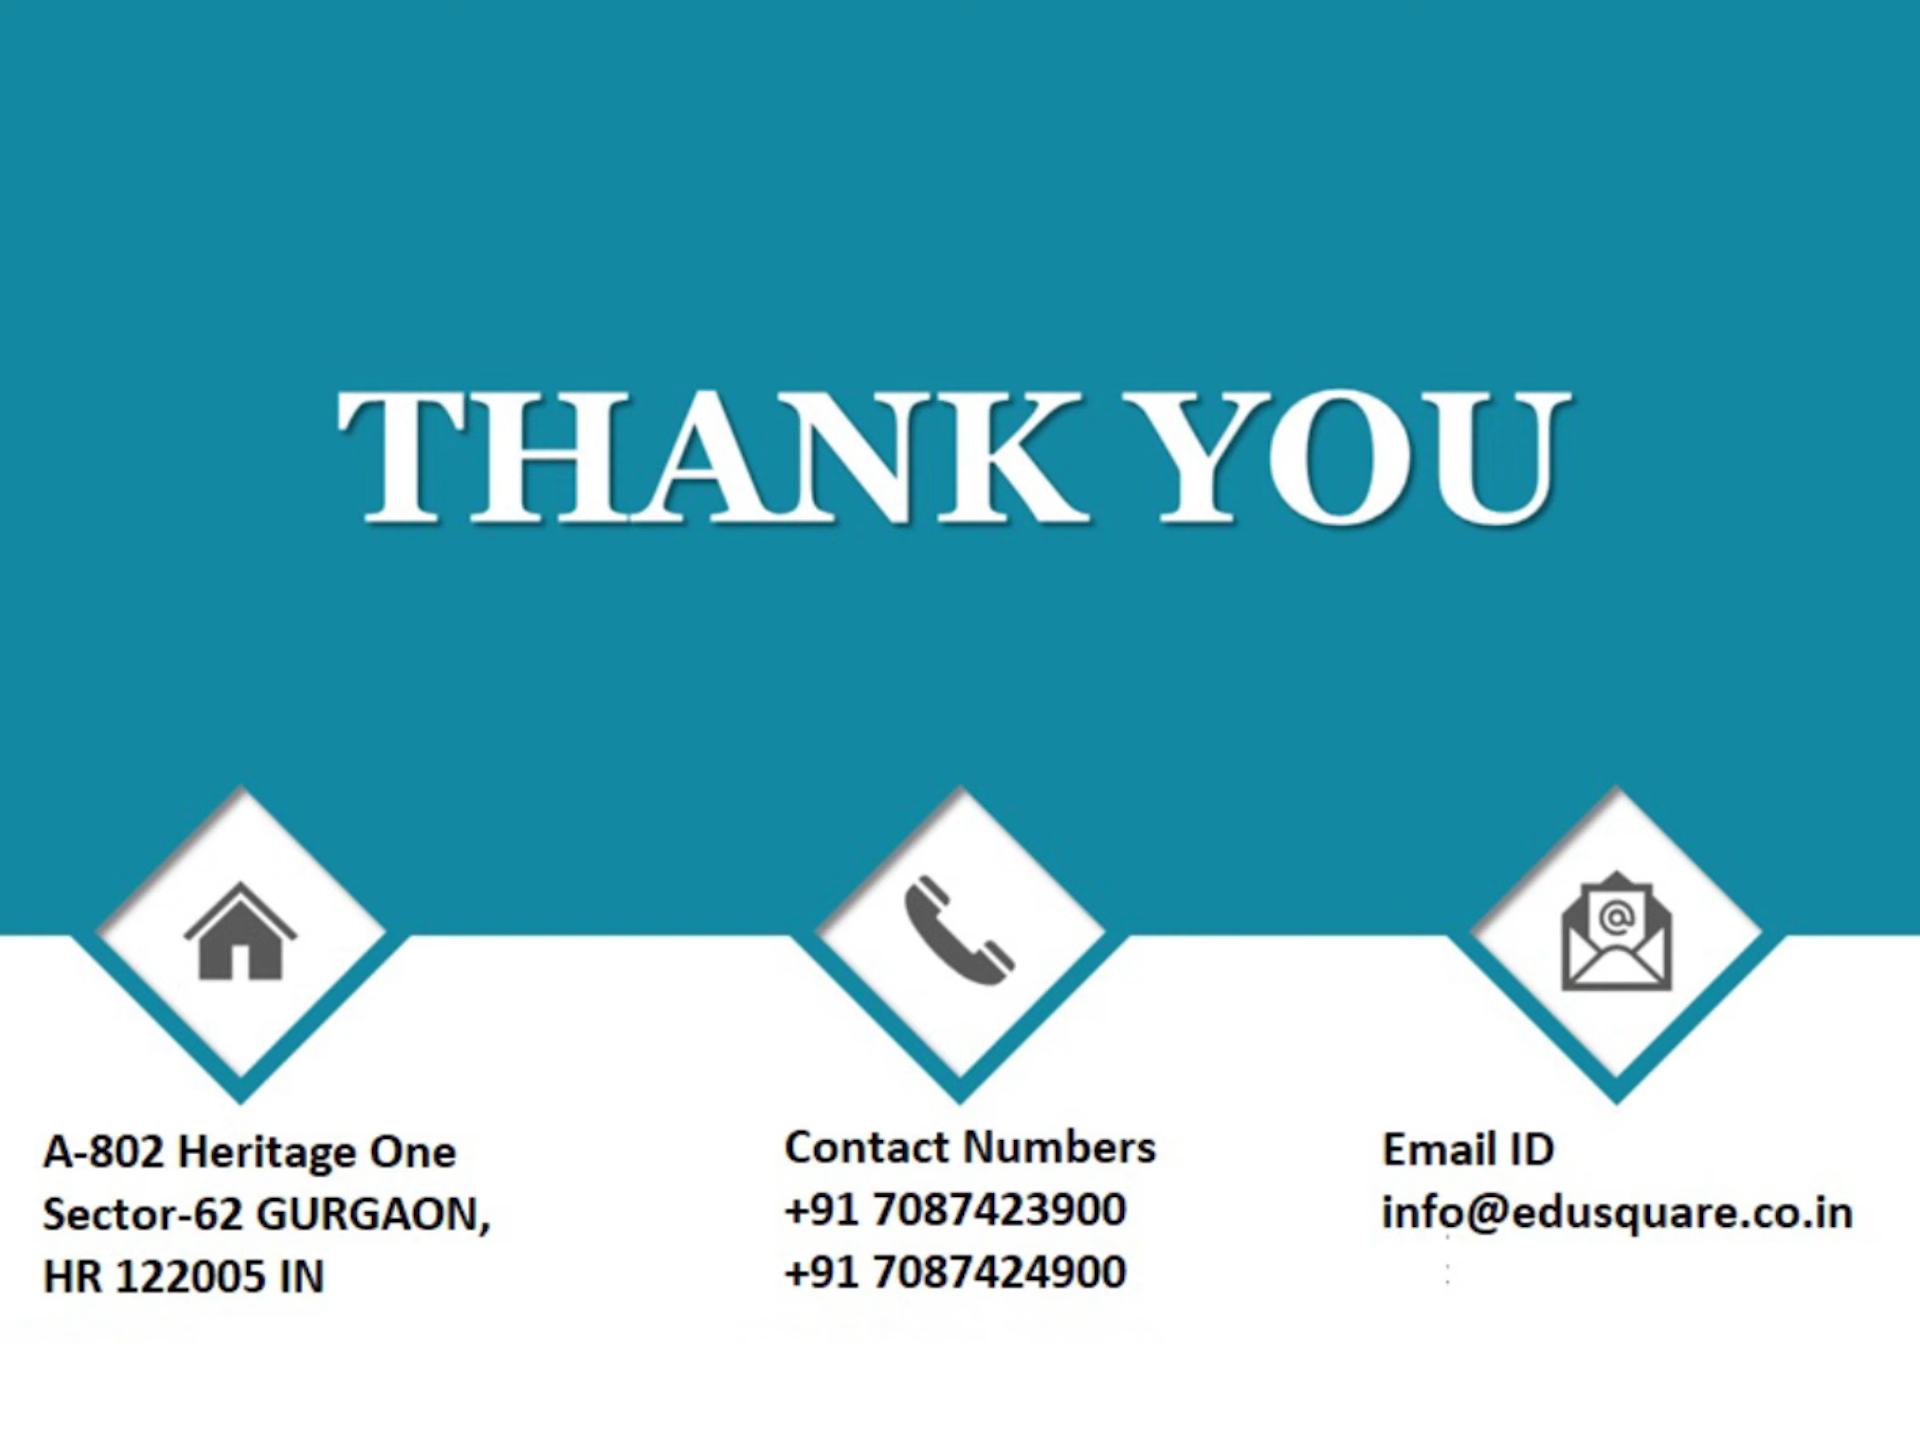 THANK YOU
A-802 Heritage One
Sector-62 GURGAON,
HR 122005 IN
Contact Numbers
+91 7087423900
+91 7087424900
Email ID
info@edusquare.co.in